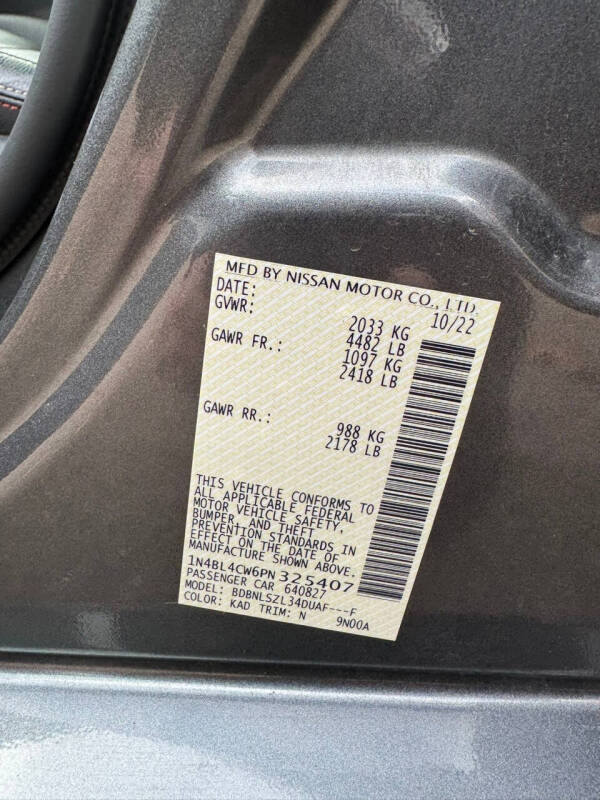 MFD BY NISSAN MOTOR CO., LTD.
DATE: 10/22
GVWR: 2033 KG
4482 LB
GAWR FR.: 1097 KG
2418 LB
GAWR RR.: 988 KG
2178 LB
THIS VEHICLE CONFORMS TO
ALL APPLICABLE FEDERAL
MOTOR VEHICLE SAFETY,
BUMPER, AND THEFT
PREVENTION STANDARDS IN
EFFECT ON THE DATE OF
MANUFACTURE SHOWN ABOVE.
1N4BL4CW6PN325407
PASSENGER CAR 640827
MODEL: BDBNLSZL34DUAF---F
COLOR: KAD TRIM: N 9N00A